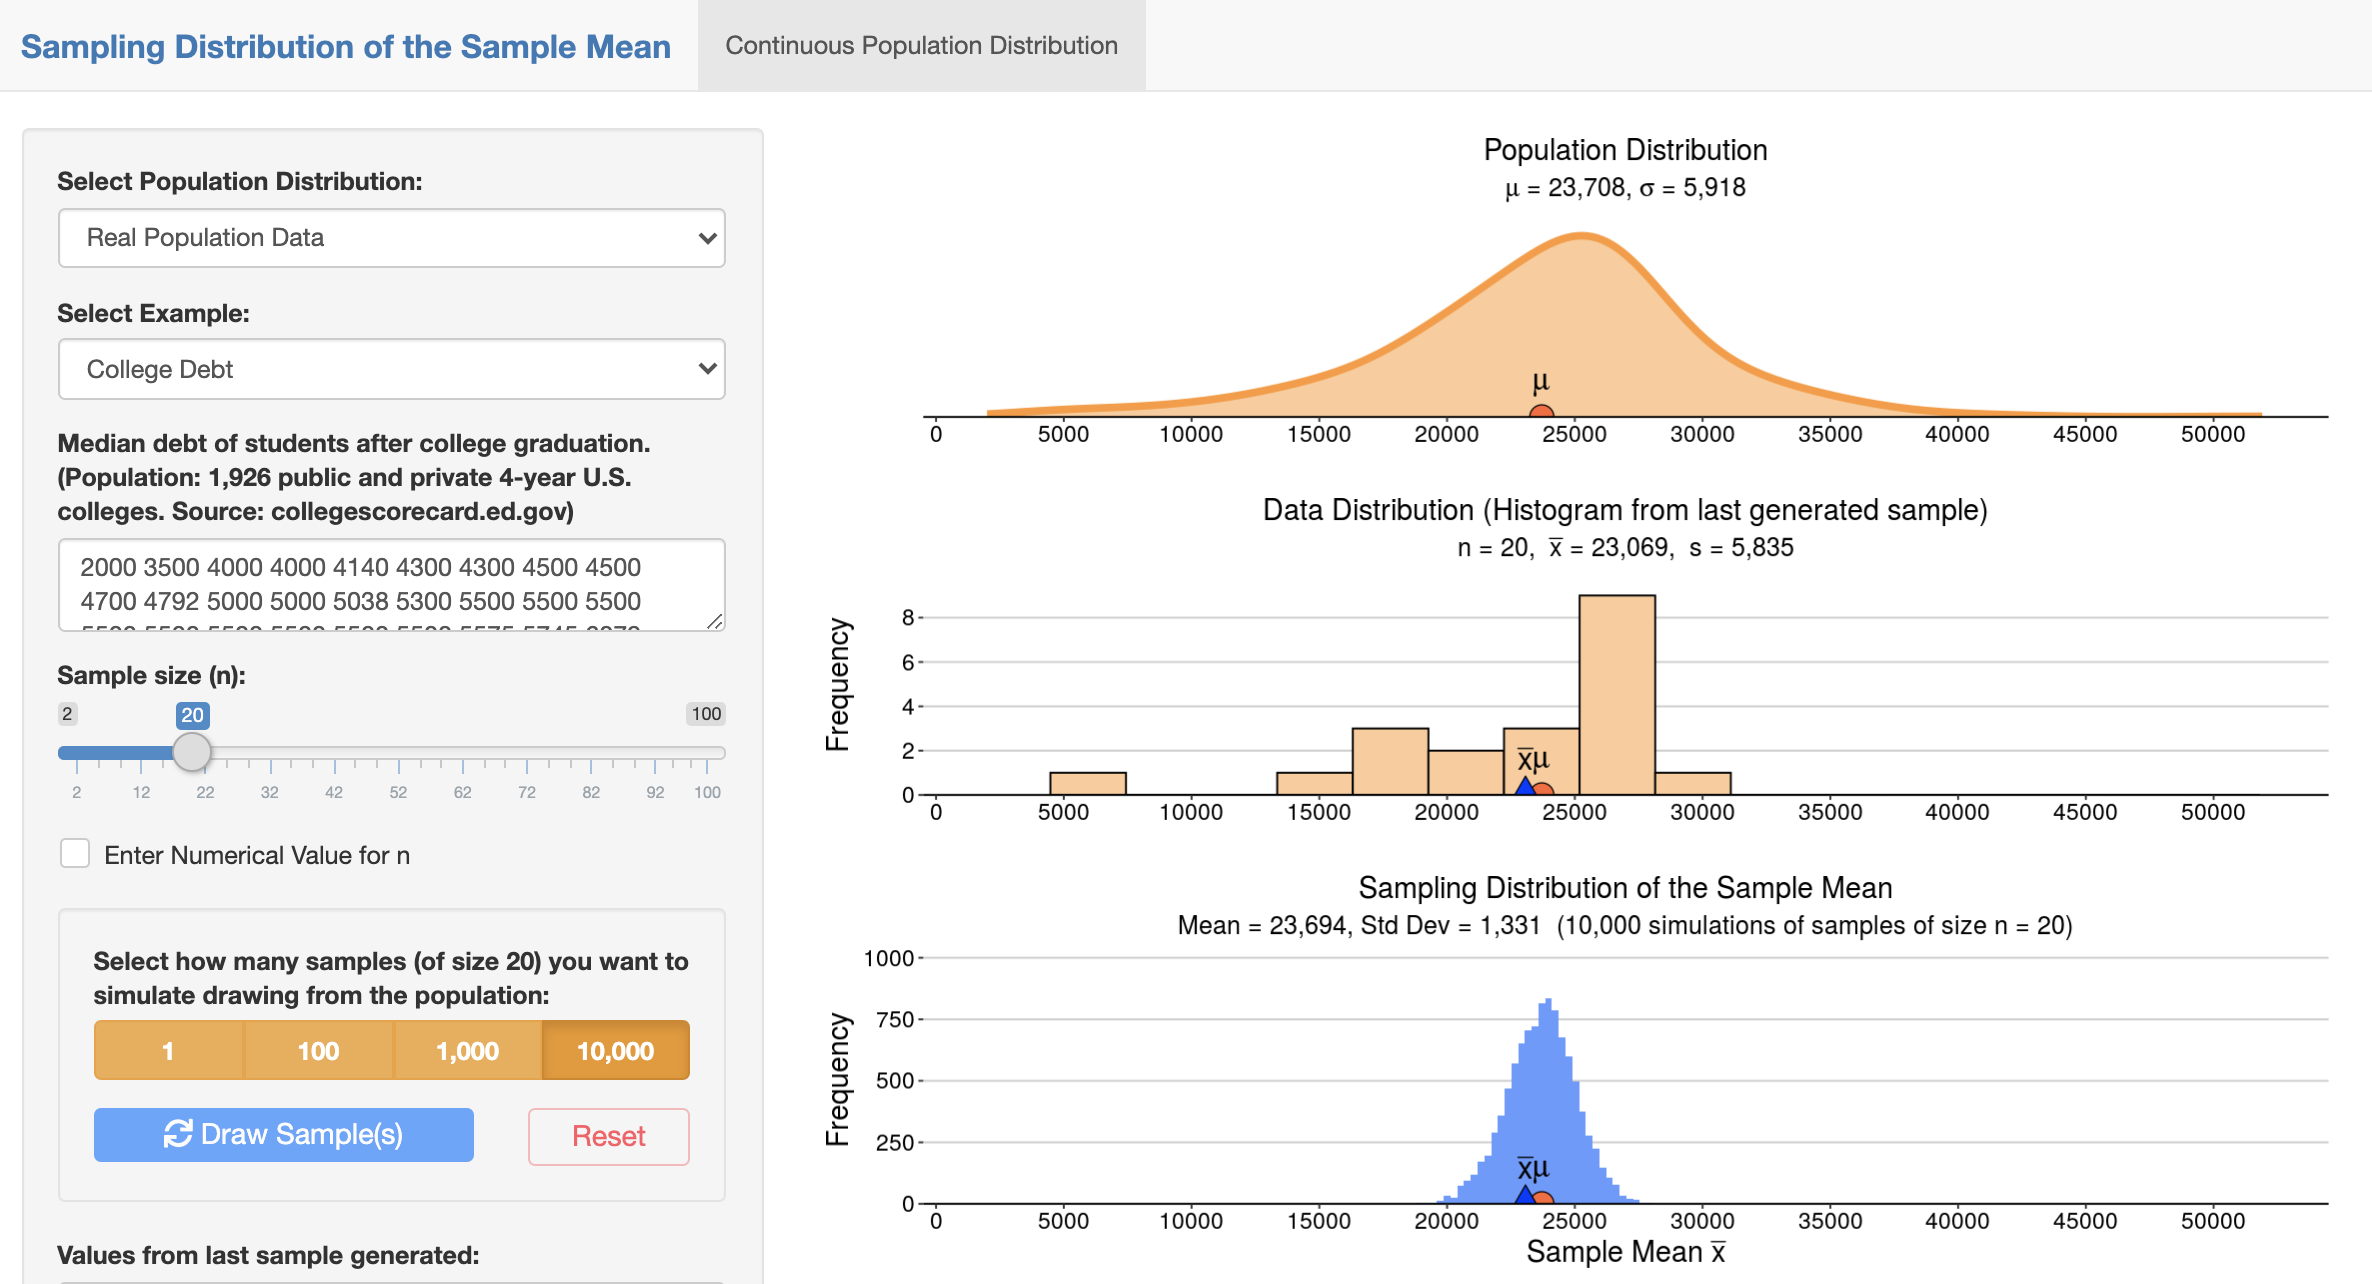 Sampling Distribution of the Sample Mean
Continuous Population Distribution
Select Population Distribution:
Real Population Data
Select Example:
College Debt
Median debt of students after college graduation.
(Population: 1,926 public and private 4-year U.S.
colleges. Source: collegescorecard.ed.gov)
2000 3500 4000 4000 4140 4300 4300 4500 4500
4700 4792 5000 5000 5038 5300 5500 5500 5500
Sample size (n):
2 20 100
2 12 22 32 42 52 62 72 82 92 100
Enter Numerical Value for n
Select how many samples (of size 20) you want to
simulate drawing from the population:
1 100 1,000 10,000
Draw Sample(s) Reset
Values from last sample generated:
Population Distribution
μ = 23,708, σ = 5,918
μ
0 5000 10000 15000 20000 25000 30000 35000 40000 45000 50000
Data Distribution (Histogram from last generated sample)
n = 20, x̅ = 23,069, s = 5,835
Frequency
8
6
4
2
0
x̅μ
0 5000 10000 15000 20000 25000 30000 35000 40000 45000 50000
Sampling Distribution of the Sample Mean
Mean = 23,694, Std Dev = 1,331 (10,000 simulations of samples of size n = 20)
Frequency
1000
750
500
250
0
x̅μ
0 5000 10000 15000 20000 25000 30000 35000 40000 45000 50000
Sample Mean x̅